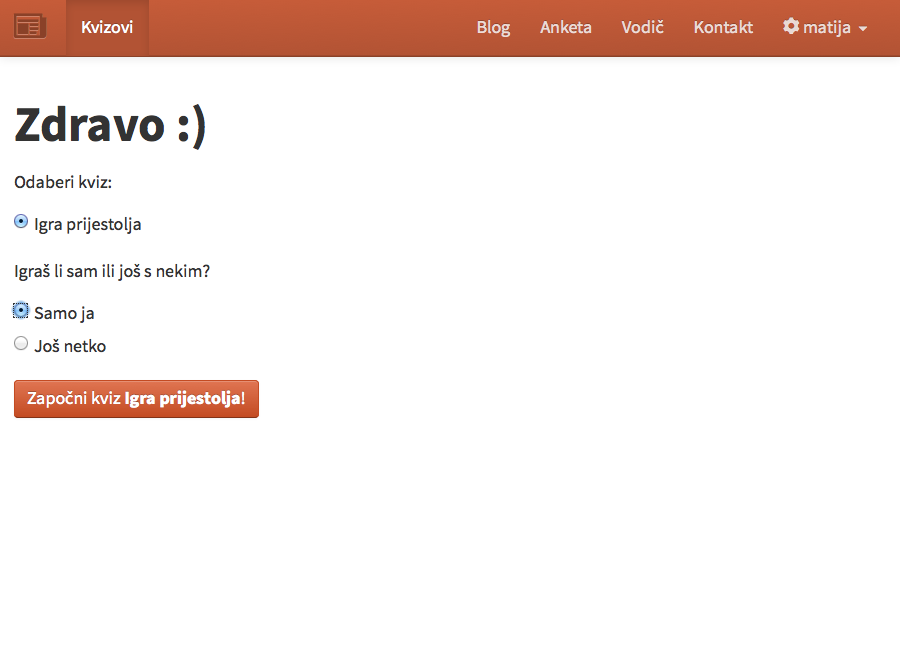 Kvizovi Blog Anketa Vodič Kontakt matija
Zdravo :)
Odaberi kviz:
Igra prijestolja
Igraš li sam ili još s nekim?
Samo ja
Još netko
Započni kviz Igra prijestolja!